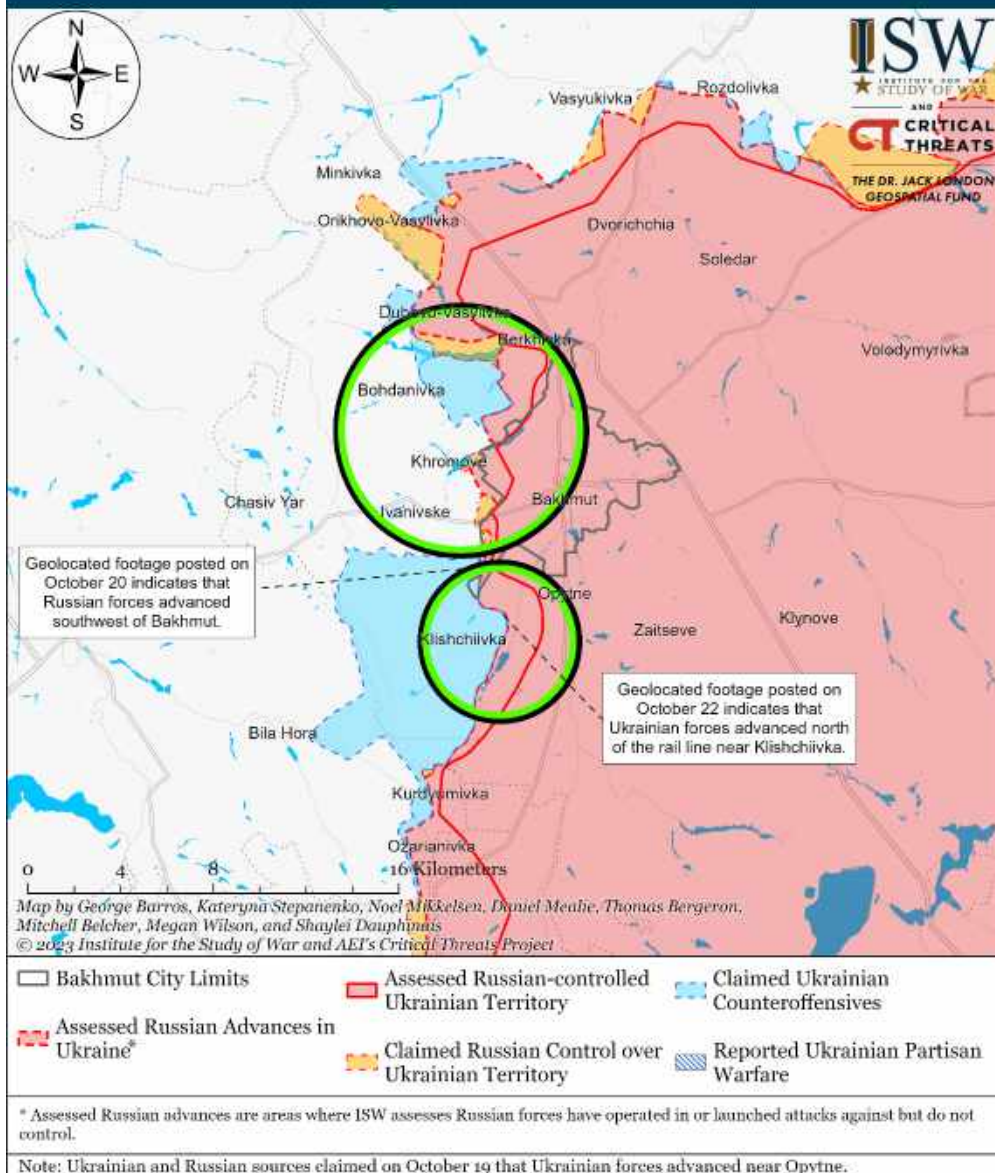 N
W E
S
ISW
INSTITUTE FOR THE
STUDY OF WAR
AND
CT CRITICAL
THREATS
THE DR. JACK LONDON
GEOSPATIAL FUND
Vasyukivka
Rozdolivka
Minkivka
Orikhovo-Vasylivka
Dvorichchia
Soledar
Dubovo-Vasylivka
Berkhivka
Volodymyrivka
Bohdanivka
Khromove
Chasiv Yar
Ivanivske
Bakhmut
Geolocated footage posted on
October 20 indicates that
Russian forces advanced
southwest of Bakhmut.
Opytne
Klishchiivka
Zaitseve
Klynove
Geolocated footage posted on
October 22 indicates that
Ukrainian forces advanced north
of the rail line near Klishchiivka.
Bila Hora
Kurdyumivka
Ozarianivka
0 4 8 16 Kilometers
Map by George Barros, Kateryna Stepanenko, Noel Mikkelsen, Daniel Mealie, Thomas Bergeron,
Mitchell Belcher, Megan Wilson, and Shaylei Dauphinais
© 2023 Institute for the Study of War and AEI's Critical Threats Project
Bakhmut City Limits
Assessed Russian Advances in
Ukraine*
Assessed Russian-controlled
Ukrainian Territory
Claimed Russian Control over
Ukrainian Territory
Claimed Ukrainian
Counteroffensives
Reported Ukrainian Partisan
Warfare
* Assessed Russian advances are areas where ISW assesses Russian forces have operated in or launched attacks against but do not
control.
Note: Ukrainian and Russian sources claimed on October 19 that Ukrainian forces advanced near Opytne.